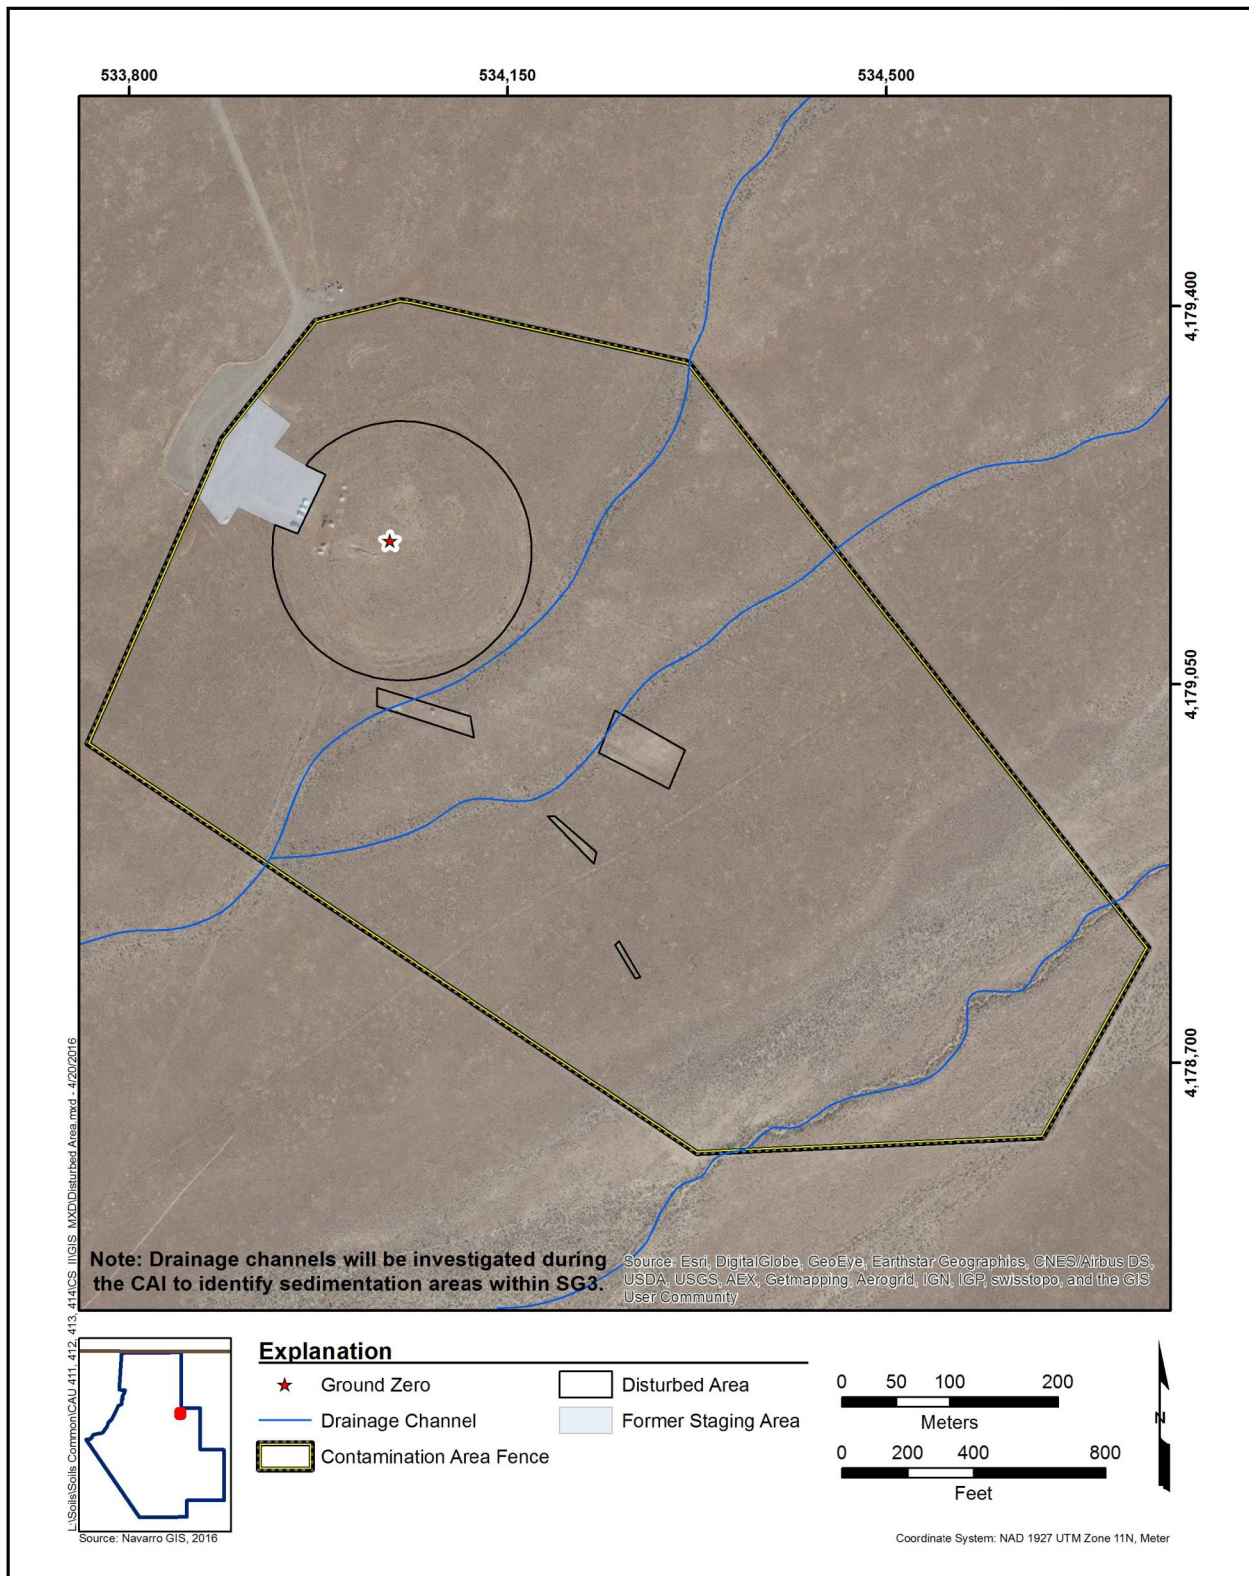 533,800
534,150
534,500
4,179,400
4,179,050
4,178,700
L:\Soils\Soils Common\CAU 411, 412, 413, 414\CS_II\GIS_MXD\Disturbed Area.mxd - 4/20/2016
Note: Drainage channels will be investigated during
the CAI to identify sedimentation areas within SG3.
Source: Esri, DigitalGlobe, GeoEye, Earthstar Geographics, CNES/Airbus DS,
USDA, USGS, AEX, Getmapping, Aerogrid, IGN, IGP, swisstopo, and the GIS
User Community
Explanation
Ground Zero
Drainage Channel
Contamination Area Fence
Disturbed Area
Former Staging Area
0 50 100 200
Meters
0 200 400 800
Feet
N
Source: Navarro GIS, 2016
Coordinate System: NAD 1927 UTM Zone 11N, Meter